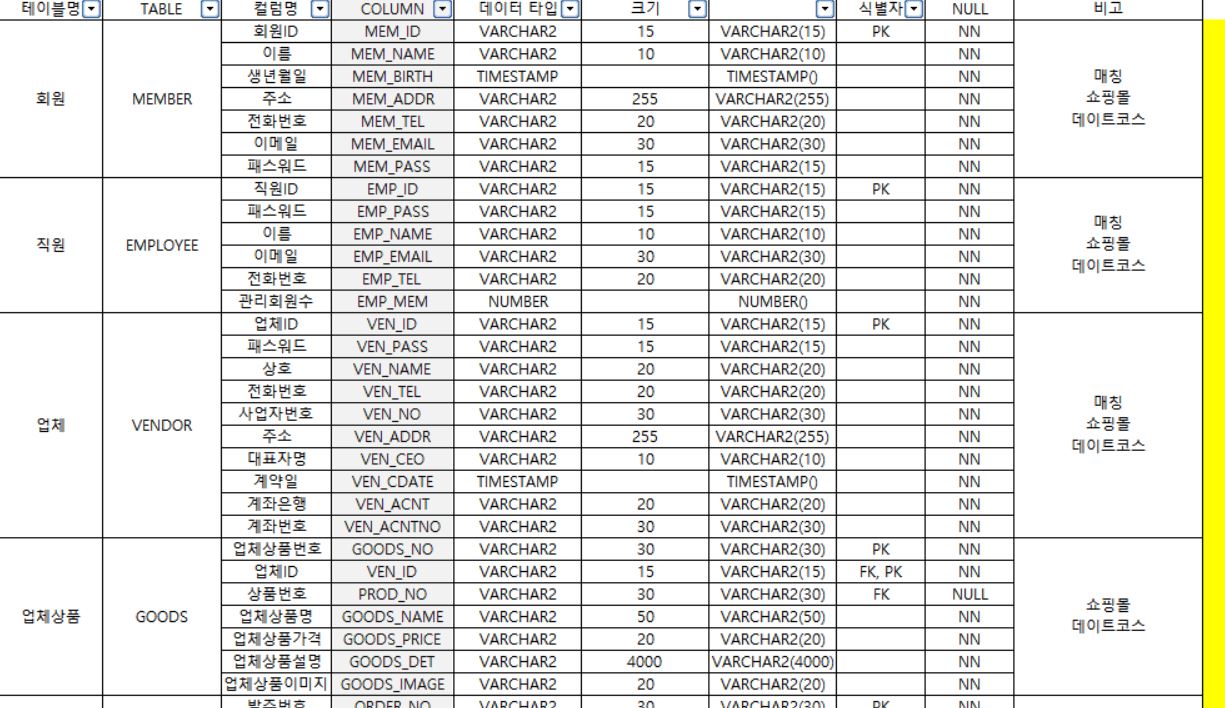 테이블명 TABLE 컬럼명 COLUMN 데이터 타입 크기 식별자 NULL 비고
회원ID MEM_ID VARCHAR2 15 VARCHAR2(15) PK NN
이름 MEM_NAME VARCHAR2 10 VARCHAR2(10) NN
생년월일 MEM_BIRTH TIMESTAMP TIMESTAMP() NN 매칭
회원 MEMBER 주소 MEM_ADDR VARCHAR2 255 VARCHAR2(255) NN 쇼핑몰
전화번호 MEM_TEL VARCHAR2 20 VARCHAR2(20) NN 데이트코스
이메일 MEM_EMAIL VARCHAR2 30 VARCHAR2(30) NN
패스워드 MEM_PASS VARCHAR2 15 VARCHAR2(15) NN
직원ID EMP_ID VARCHAR2 15 VARCHAR2(15) PK NN
패스워드 EMP_PASS VARCHAR2 15 VARCHAR2(15) NN 매칭
이름 EMP_NAME VARCHAR2 10 VARCHAR2(10) NN 쇼핑몰
직원 EMPLOYEE 이메일 EMP_EMAIL VARCHAR2 30 VARCHAR2(30) NN 데이트코스
전화번호 EMP_TEL VARCHAR2 20 VARCHAR2(20) NN
관리회원수 EMP_MEM NUMBER NUMBER() NN
업체ID VEN_ID VARCHAR2 15 VARCHAR2(15) PK NN
패스워드 VEN_PASS VARCHAR2 15 VARCHAR2(15) NN
상호 VEN_NAME VARCHAR2 20 VARCHAR2(20) NN
전화번호 VEN_TEL VARCHAR2 20 VARCHAR2(20) NN 매칭
업체 VENDOR 사업자번호 VEN_NO VARCHAR2 30 VARCHAR2(30) NN 쇼핑몰
주소 VEN_ADDR VARCHAR2 255 VARCHAR2(255) NN 데이트코스
대표자명 VEN_CEO VARCHAR2 10 VARCHAR2(10) NN
계약일 VEN_CDATE TIMESTAMP TIMESTAMP() NN
계좌은행 VEN_ACNT VARCHAR2 20 VARCHAR2(20) NN
계좌번호 VEN_ACNTNO VARCHAR2 30 VARCHAR2(30) NN
업체상품번호 GOODS_NO VARCHAR2 30 VARCHAR2(30) PK NN
업체ID VEN_ID VARCHAR2 15 VARCHAR2(15) FK, PK NN
상품번호 PROD_NO VARCHAR2 30 VARCHAR2(30) FK NULL 쇼핑몰
업체상품 GOODS 업체상품명 GOODS_NAME VARCHAR2 50 VARCHAR2(50) NN 데이트코스
업체상품가격 GOODS_PRICE VARCHAR2 20 VARCHAR2(20) NN
업체상품설명 GOODS_DET VARCHAR2 4000 VARCHAR2(4000) NN
업체상품이미지 GOODS_IMAGE VARCHAR2 20 VARCHAR2(20) NN
발주번호 ORDER_NO VARCHAR2 30 VARCHAR2(30) PK NN